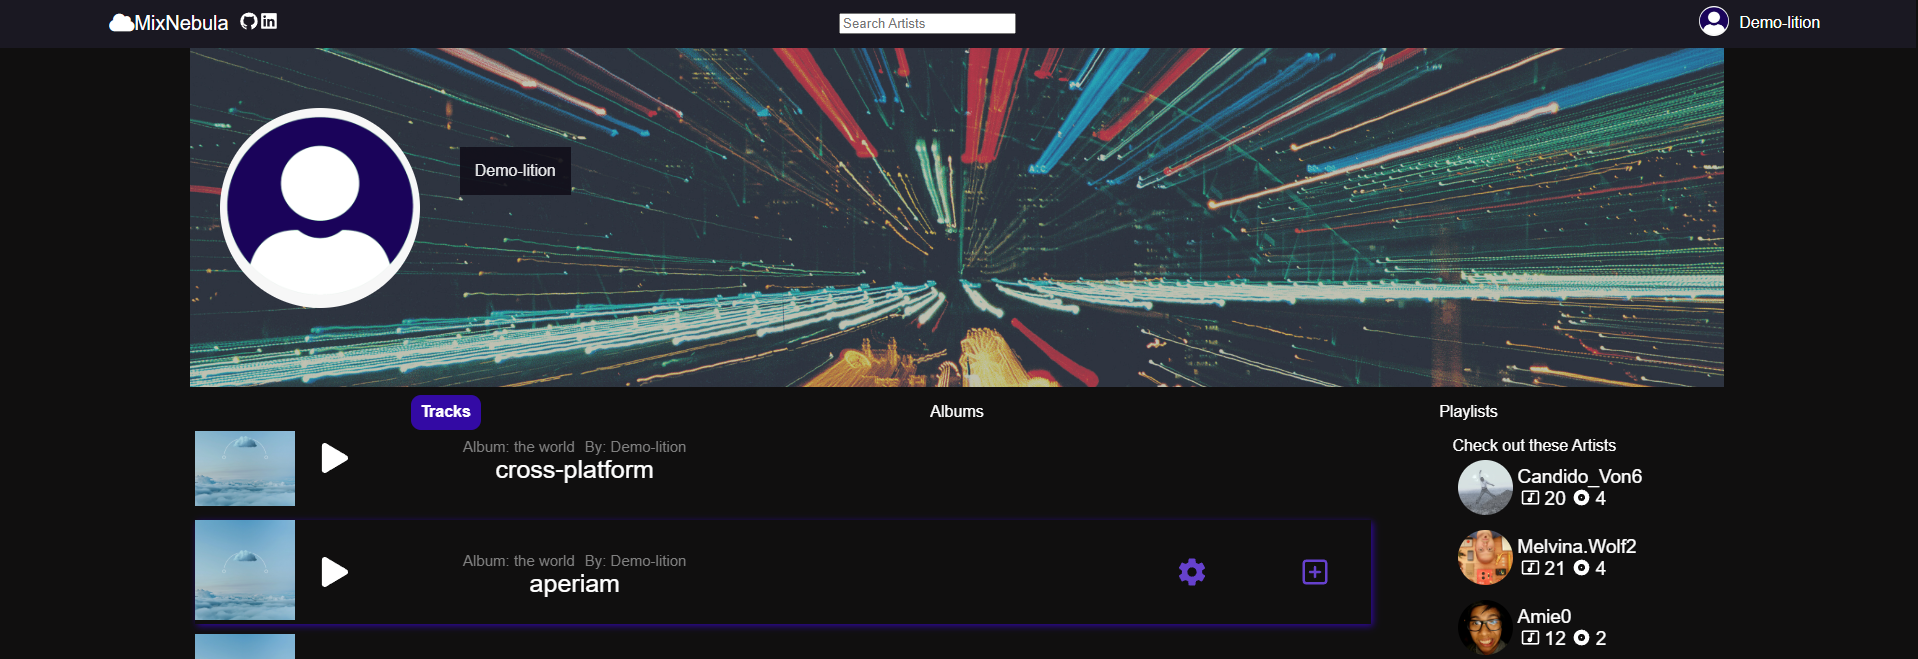 MixNebula
Search Artists
Demo-lition
Demo-lition
Tracks
Albums
Playlists
Album: the world By: Demo-lition
cross-platform
Album: the world By: Demo-lition
aperiam
Check out these Artists
Candido_Von6
20 4
Melvina.Wolf2
21 4
Amie0
12 2